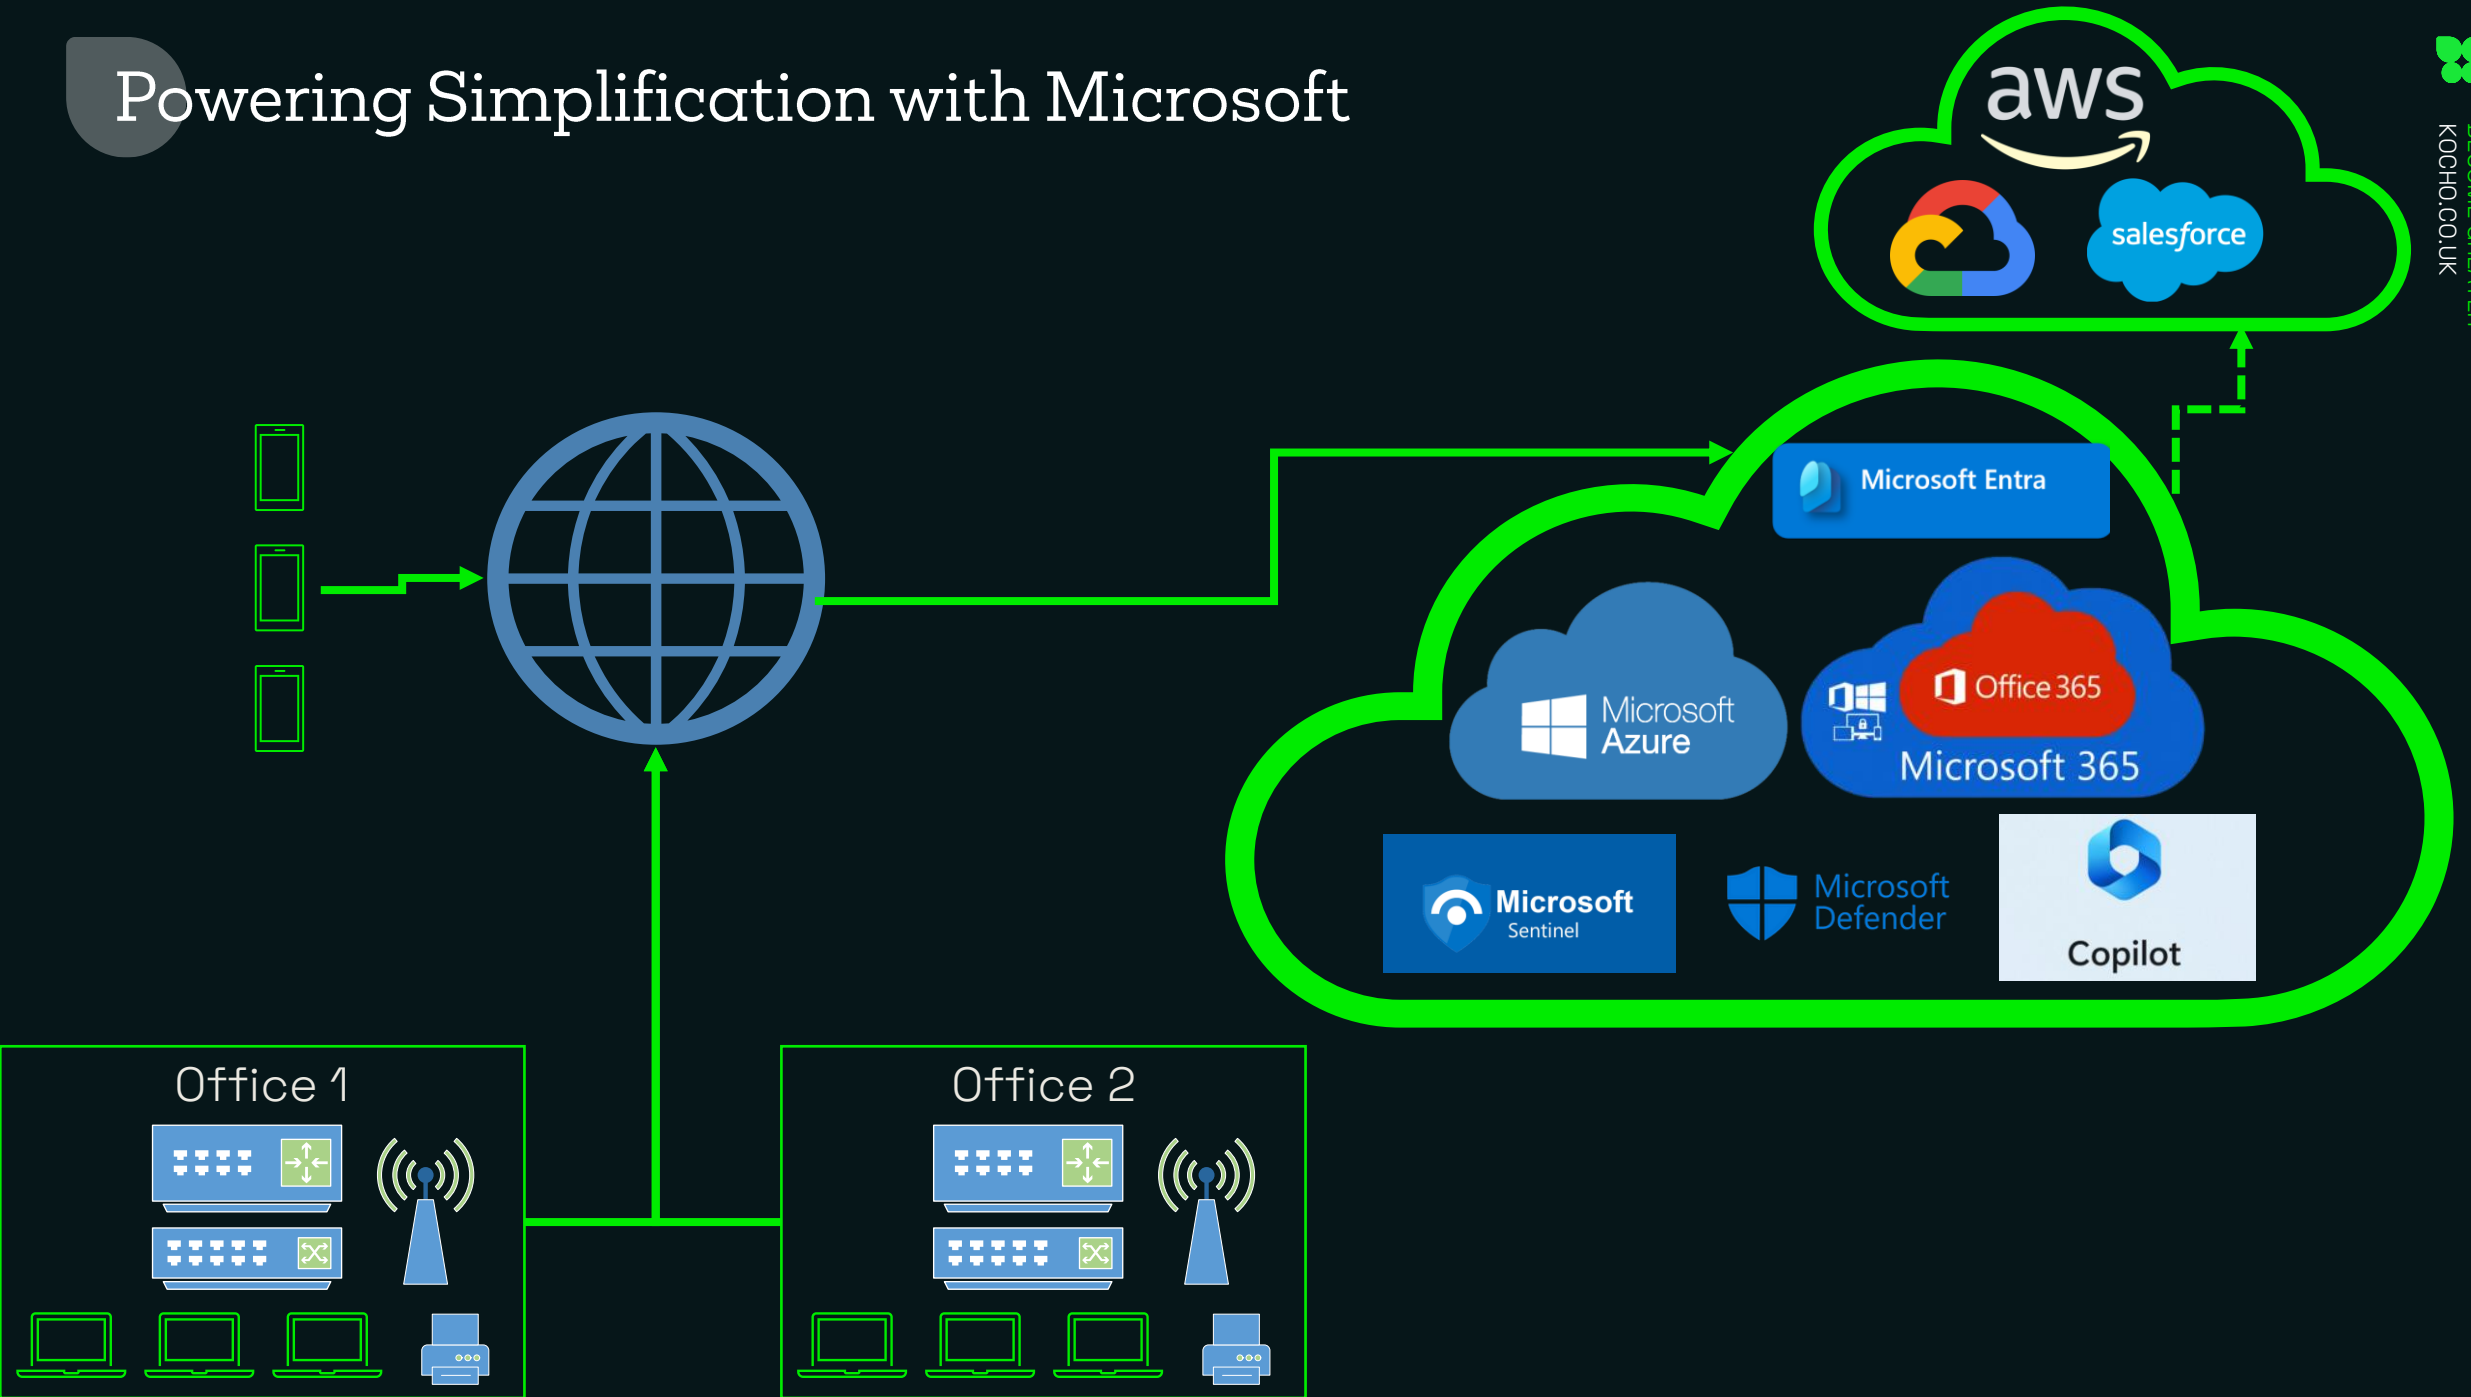 Powering Simplification with Microsoft
aws
salesforce
KOCHO.CO.UK
Microsoft Entra
Microsoft
Azure
Office 365
Microsoft 365
Microsoft
Sentinel
Microsoft
Defender
Copilot
Office 1
Office 2